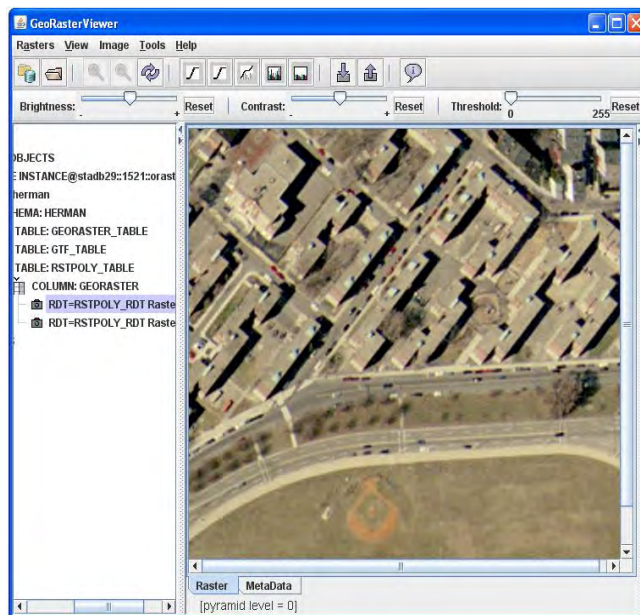 GeoRasterViewer
Rasters View Image Tools Help
Brightness: - + Reset Contrast: - + Reset Threshold: 0 255 Reset
OBJECTS
E INSTANCE@stadb29::1521::orast
herman
HEMA: HERMAN
TABLE: GEORASTER_TABLE
TABLE: GTF_TABLE
TABLE: RSTPOLY_TABLE
COLUMN: GEORASTER
RDT=RSTPOLY_RDT Raste
RDT=RSTPOLY_RDT Raste
Raster MetaData
[pyramid level = 0]